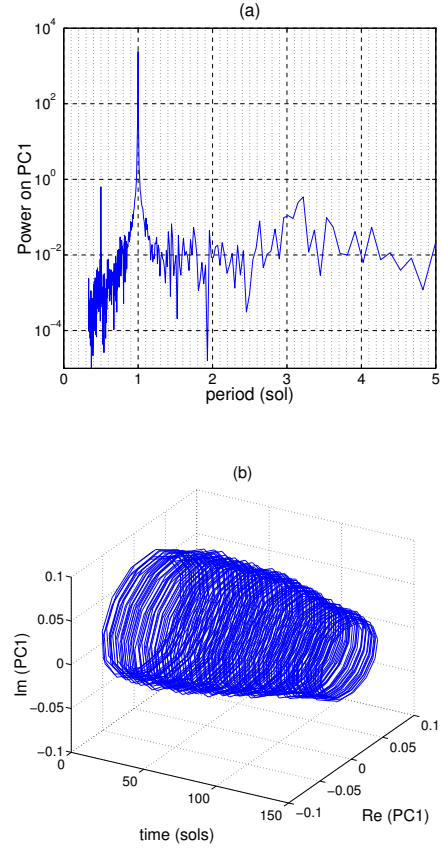 (a)
Power on PC1
10^4
10^2
10^0
10^-2
10^-4
0 1 2 3 4 5
period (sol)
(b)
Im (PC1)
0.1
0.05
0
−0.05
−0.1
0
50
100
150
time (sols)
−0.1
−0.05
0
0.05
0.1
Re (PC1)